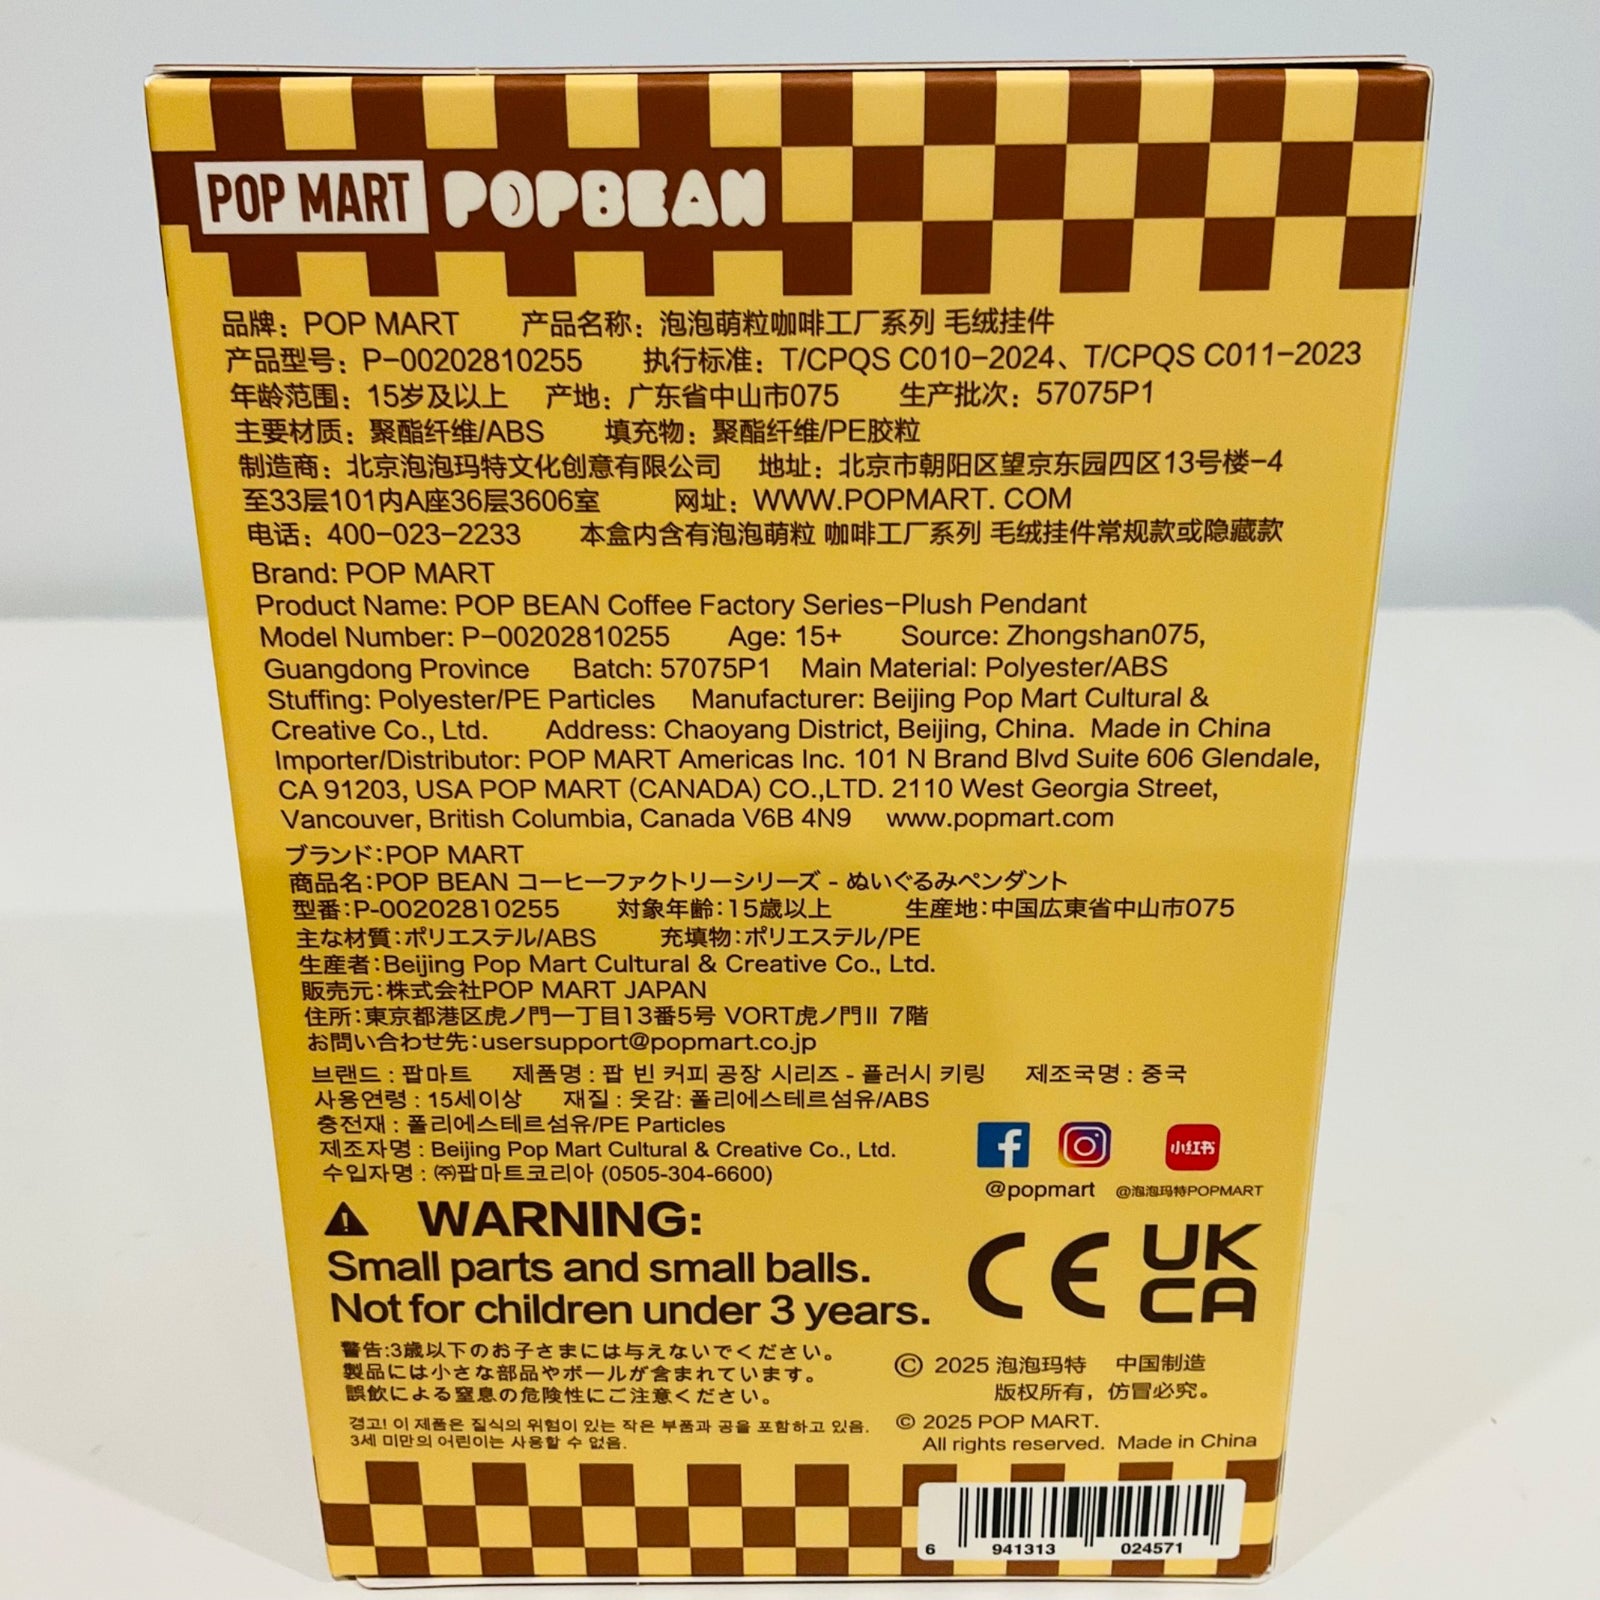 POP MART POPBEAN
品牌：POP MART 产品名称：泡泡萌粒咖啡工厂系列 毛绒挂件
产品型号：P-00202810255 执行标准：T/CPQS C010-2024、T/CPQS C011-2023
年龄范围：15岁及以上 产地：广东省中山市075 生产批次：57075P1
主要材质：聚酯纤维/ABS 填充物：聚酯纤维/PE胶粒
制造商：北京泡泡玛特文化创意有限公司 地址：北京市朝阳区望京东园四区13号楼-4
至33层101内A座36层3606室 网址：WWW.POPMART. COM
电话：400-023-2233 本盒内含有泡泡萌粒 咖啡工厂系列 毛绒挂件常规款或隐藏款
Brand: POP MART
Product Name: POP BEAN Coffee Factory Series-Plush Pendant
Model Number: P-00202810255 Age: 15+ Source: Zhongshan075,
Guangdong Province Batch: 57075P1 Main Material: Polyester/ABS
Stuffing: Polyester/PE Particles Manufacturer: Beijing Pop Mart Cultural &
Creative Co., Ltd. Address: Chaoyang District, Beijing, China. Made in China
Importer/Distributor: POP MART Americas Inc. 101 N Brand Blvd Suite 606 Glendale,
CA 91203, USA POP MART (CANADA) CO.,LTD. 2110 West Georgia Street,
Vancouver, British Columbia, Canada V6B 4N9 www.popmart.com
ブランド:POP MART
商品名:POP BEAN コーヒーファクトリーシリーズ - ぬいぐるみペンダント
型番:P-00202810255 対象年齢:15歳以上 生産地:中国広東省中山市075
主な材質:ポリエステル/ABS 充填物:ポリエステル/PE
生産者:Beijing Pop Mart Cultural & Creative Co., Ltd.
販売元:株式会社POP MART JAPAN
住所:東京都港区虎ノ門一丁目13番5号 VORT虎ノ門II 7階
お問い合わせ先:usersupport@popmart.co.jp
브랜드 : 팝마트 제품명 : 팝 빈 커피 공장 시리즈 - 플러시 키링 제조국명 : 중국
사용연령 : 15세이상 재질 : 옷감: 폴리에스테르섬유/ABS
충전재 : 폴리에스테르섬유/PE Particles
제조자명 : Beijing Pop Mart Cultural & Creative Co., Ltd.
수입자명 : ㈜팝마트코리아 (0505-304-6600)
小红书
@popmart @泡泡玛特POPMART
WARNING:
Small parts and small balls.
Not for children under 3 years.
CE UK
CA
警告:3歳以下のお子さまには与えないでください。
製品には小さな部品やボールが含まれています。
誤飲による窒息の危険性にご注意ください。
경고! 이 제품은 질식의 위험이 있는 작은 부품과 공을 포함하고 있음.
3세 미만의 어린이는 사용할 수 없음.
© 2025 泡泡玛特 中国制造
版权所有，仿冒必究。
© 2025 POP MART.
All rights reserved. Made in China
6 941313 024571